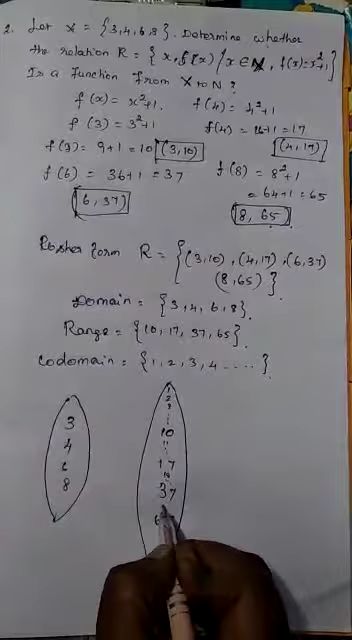 2. Let X = {3,4,6,8}. Determine whether
the relation R = {x, f(x) / x ∈ X, f(x) = x²+1}
Is a function from X to N?
f(x) = x²+1. f(4) = 4²+1
f(3) = 3²+1 f(4) = 16+1 = 17
f(3) = 9+1 = 10 (3,10) (4,17)
f(6) = 36+1 = 37 f(8) = 8²+1
(6,37) = 64+1 = 65
(8, 65)
form R = {(3,10), (4,17), (6,37)
(8,65)}.
Domain = {3,4,6,8}.
Range = {10, 17, 37, 65}.
Codomain = {1, 2, 3, 4 .....}.
3
4
6
8
1
2
3
10
11
17
37
6